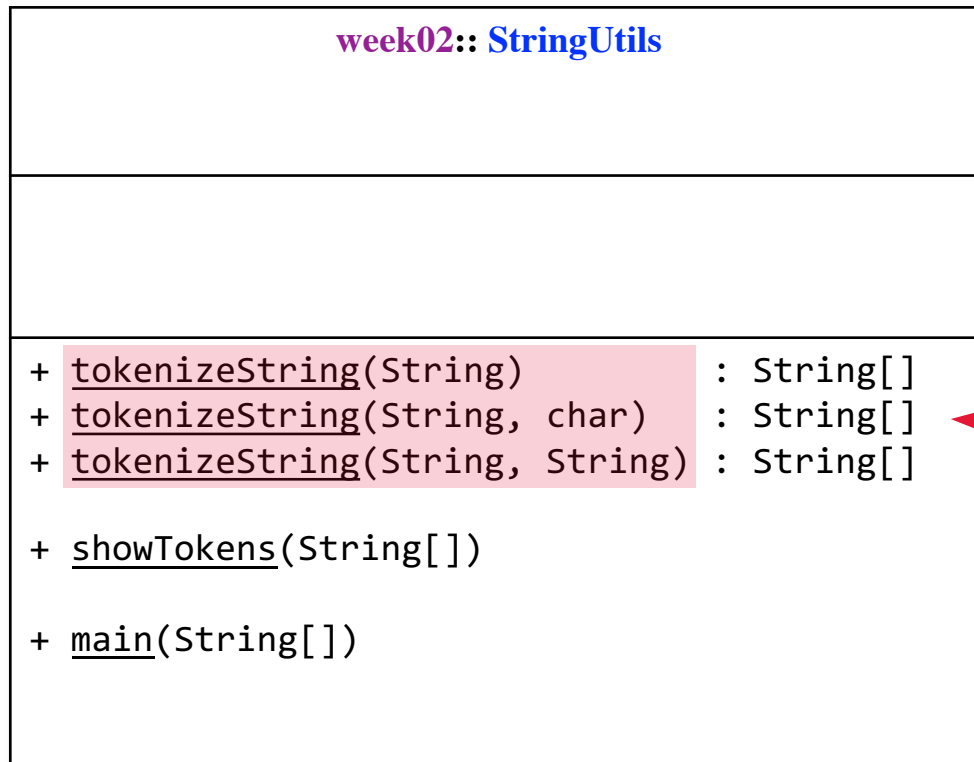 week02:: StringUtils
+ tokenizeString(String) : String[]
+ tokenizeString(String, char) : String[]
+ tokenizeString(String, String) : String[]
+ showTokens(String[])
+ main(String[])